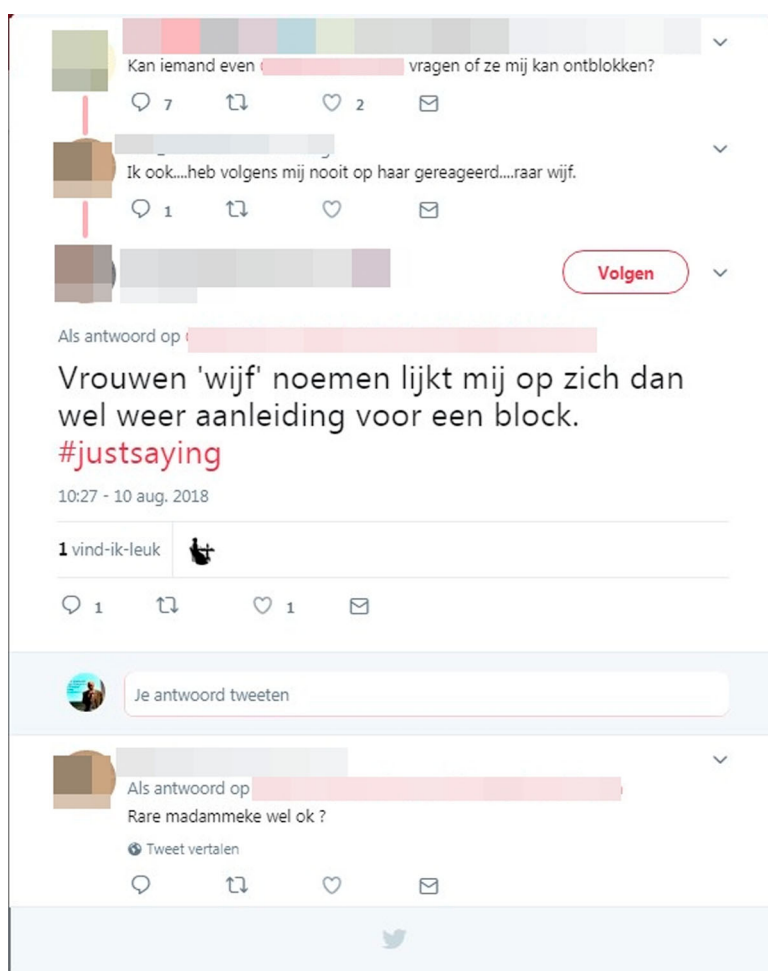 Kan iemand even vragen of ze mij kan ontblokken?
7 2
Ik ook....heb volgens mij nooit op haar gereageerd....raar wijf.
1
Volgen
Als antwoord op
Vrouwen 'wijf' noemen lijkt mij op zich dan
wel weer aanleiding voor een block.
#justsaying
10:27 - 10 aug. 2018
1 vind-ik-leuk
1 1
Je antwoord tweeten
Als antwoord op
Rare madammeke wel ok ?
Tweet vertalen